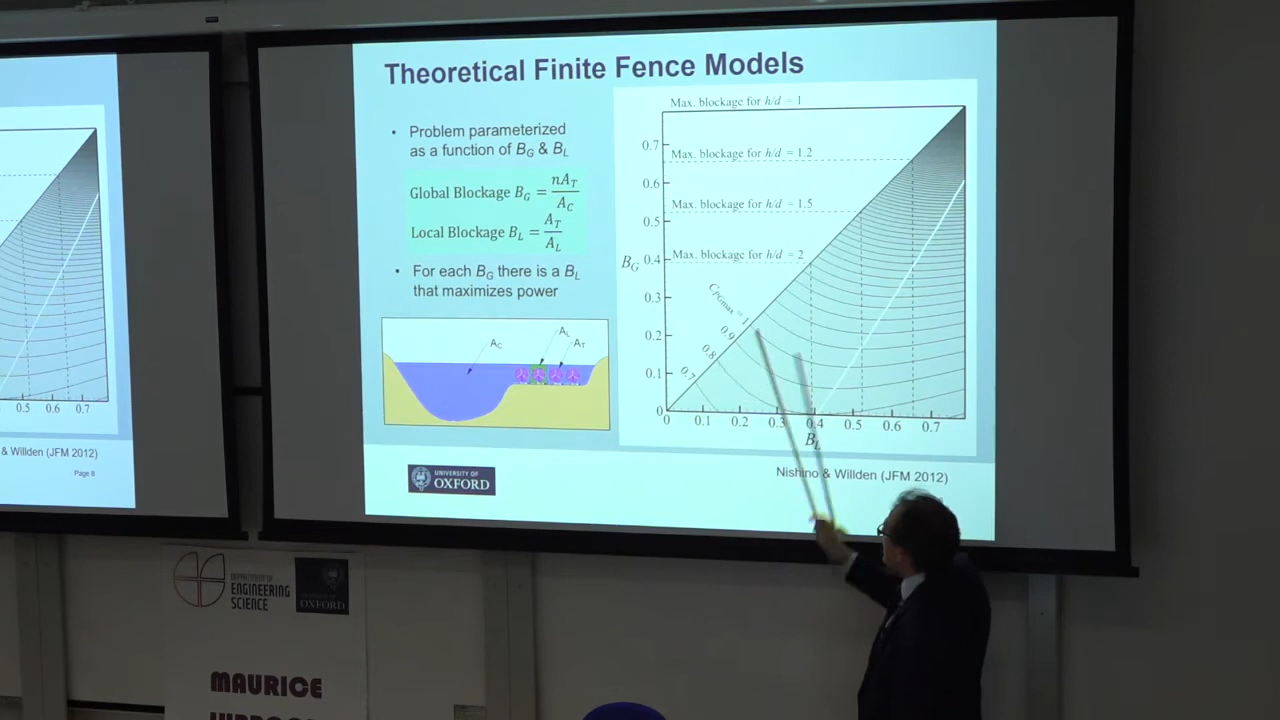 0.5 0.6 0.7
& Willden (JFM 2012)
Page 8
Theoretical Finite Fence Models
• Problem parameterized
as a function of B_G & B_L
Global Blockage B_G = nA_T / A_C
Local Blockage B_L = A_T / A_L
• For each B_G there is a B_L
that maximizes power
A_C
A_L
A_T
UNIVERSITY OF
OXFORD
Max. blockage for h/d = 1
0.7
Max. blockage for h/d = 1.2
0.6
Max. blockage for h/d = 1.5
0.5
Max. blockage for h/d = 2
B_G 0.4
C_PGmax = 1
0.3
0.9
0.2
0.8
0.7
0.1
0
0 0.1 0.2 0.3 0.4 0.5 0.6 0.7
B_L
Nishino & Willden (JFM 2012)
DEPARTMENT OF
ENGINEERING
SCIENCE
OXFORD
MAURICE